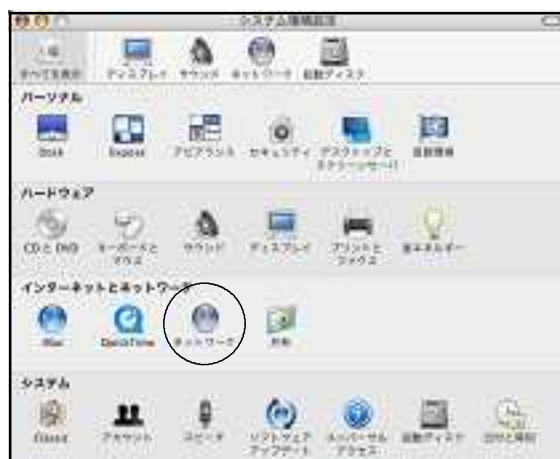 システム環境設定
すべてを表示 ディスプレイ サウンド ネットワーク 起動ディスク
パーソナル
Dock Exposé アピアランス セキュリティ デスクトップと
スクリーンセーバ
ハードウェア
CD と DVD キーボードと サウンド ディスプレイ プリントと 省エネルギー
マウス ファクス
インターネットとネットワーク
.Mac QuickTime ネットワーク 共有
システム
Classic アカウント スピーチ ソフトウェア ユニバーサル 起動ディスク 日付と時刻
アップデート アクセス